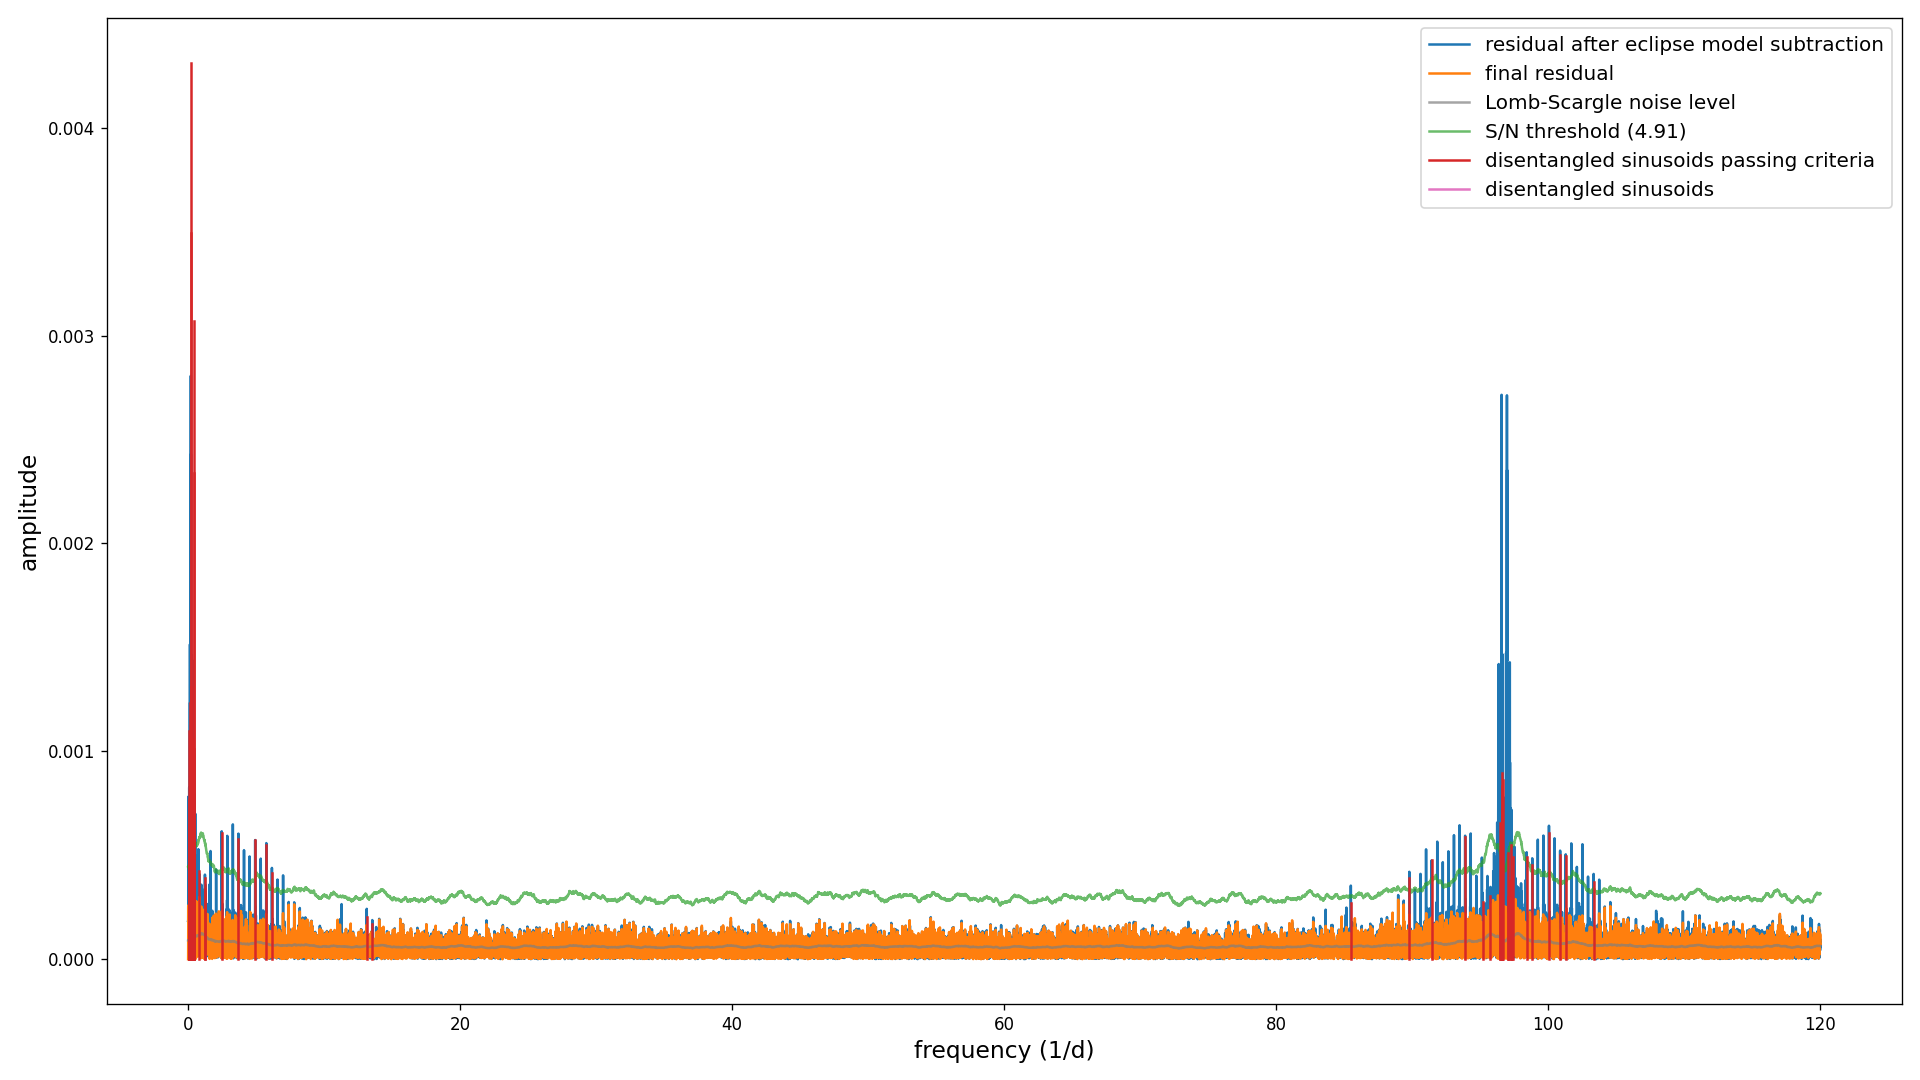 residual after eclipse model subtraction
final residual
Lomb-Scargle noise level
S/N threshold (4.91)
disentangled sinusoids passing criteria
disentangled sinusoids
amplitude
0.004
0.003
0.002
0.001
0.000
0 20 40 60 80 100 120
frequency (1/d)